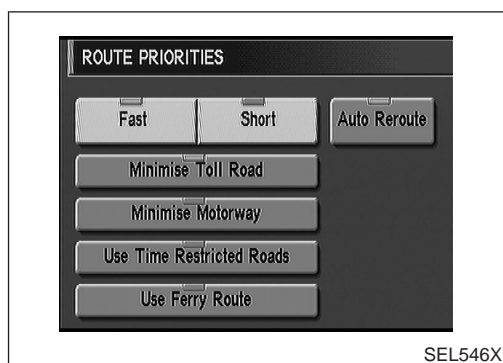 ROUTE PRIORITIES
Fast Short Auto Reroute
Minimise Toll Road
Minimise Motorway
Use Time Restricted Roads
Use Ferry Route
SEL546X